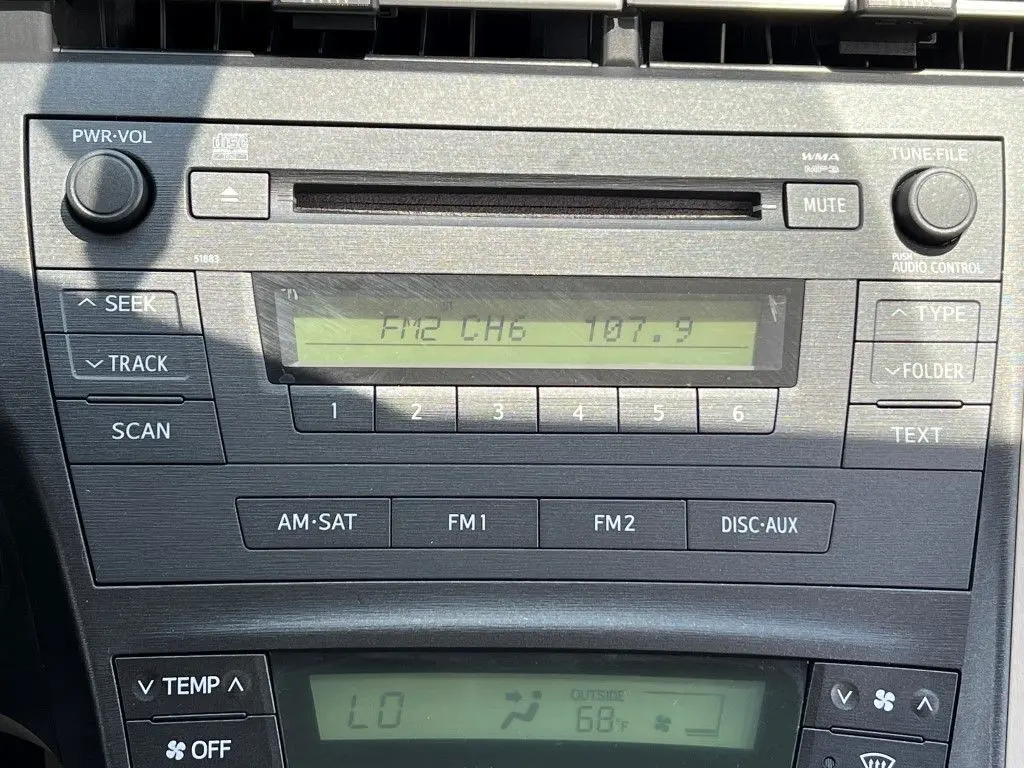 PWR·VOL
disc
WMA
MP3
TUNE·FILE
MUTE
51883
PUSH
AUDIO CONTROL
SEEK
TRACK
SCAN
FM2 CH6 107.9
TYPE
FOLDER
TEXT
1 2 3 4 5 6
AM·SAT FM1 FM2 DISC·AUX
TEMP
OFF
LO
OUTSIDE
68°F